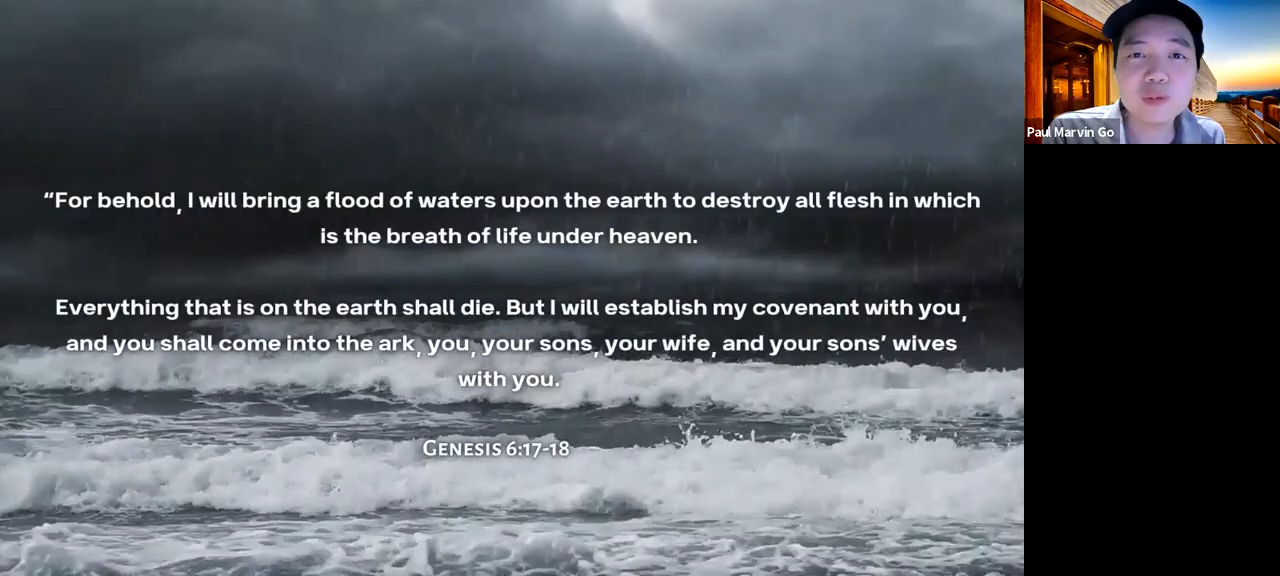 “For behold, I will bring a flood of waters upon the earth to destroy all flesh in which
is the breath of life under heaven.
Everything that is on the earth shall die. But I will establish my covenant with you,
and you shall come into the ark, you, your sons, your wife, and your sons’ wives
with you.
Genesis 6:17-18
Paul Marvin Go